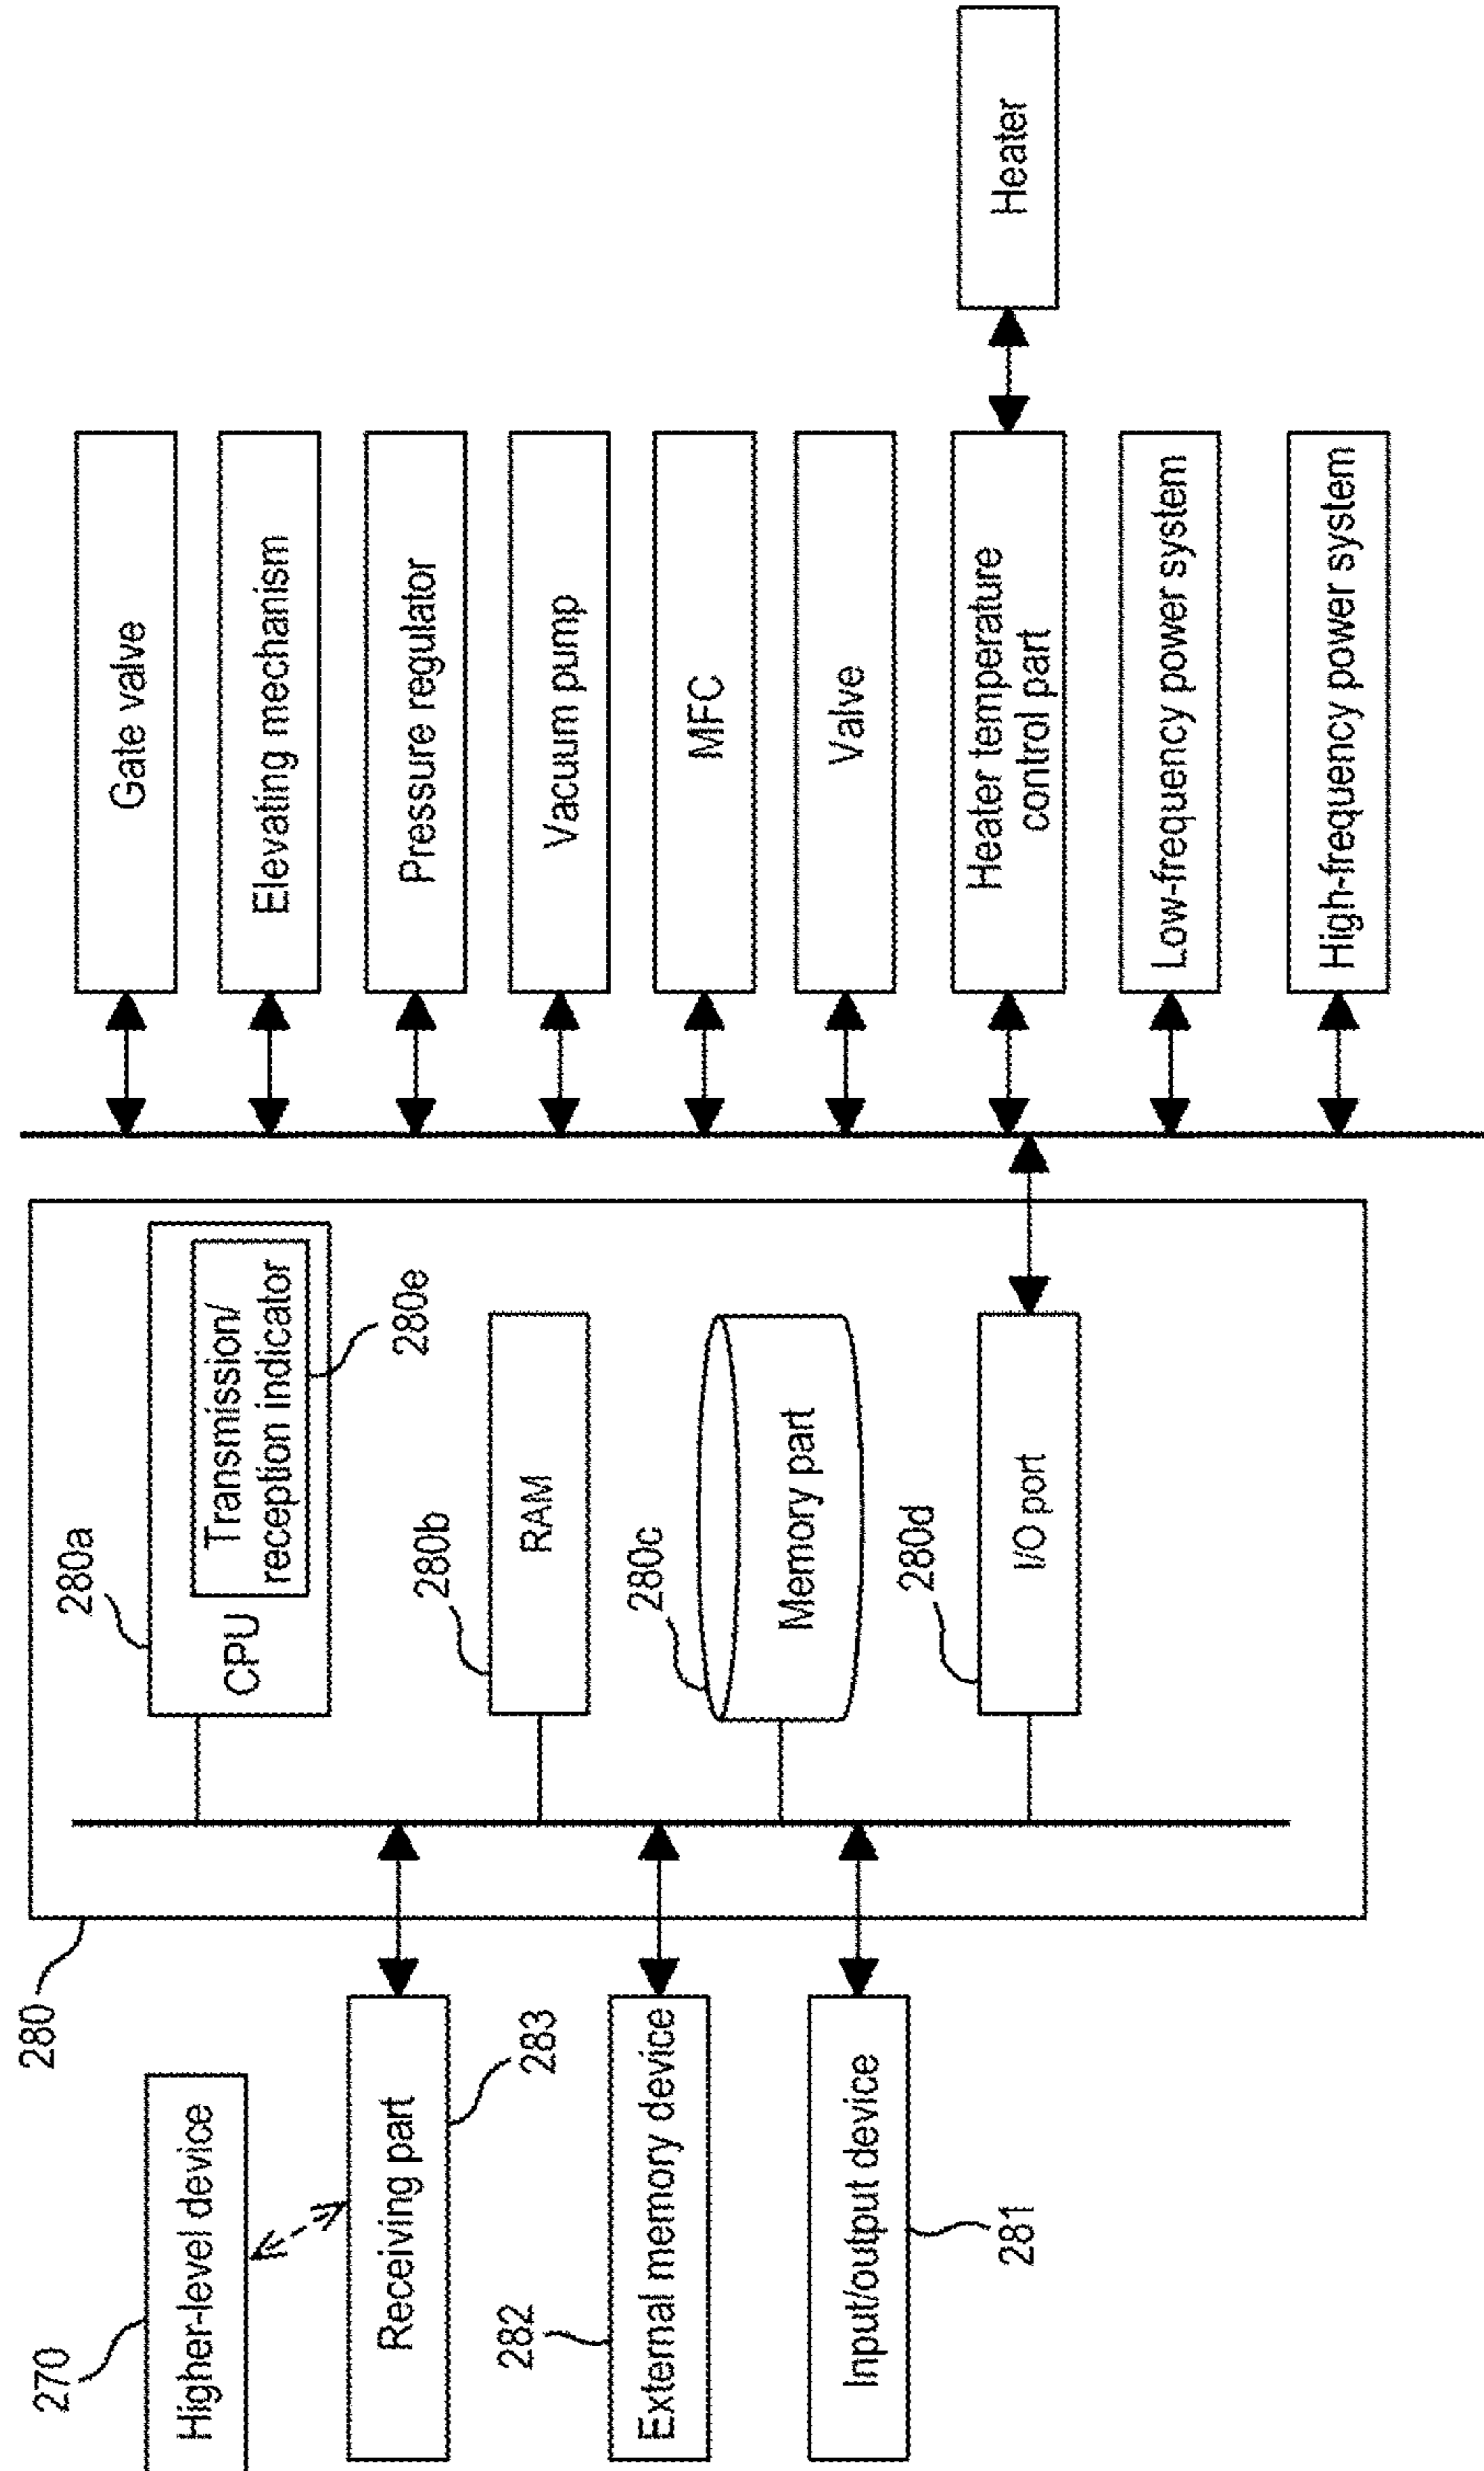 270
Higher-level device
Receiving part
283
282
External memory device
Input/output device
281
280
280a
CPU
Transmission/
reception indicator
280e
280b
RAM
280c
Memory part
280d
I/O port
Gate valve
Elevating mechanism
Pressure regulator
Vacuum pump
MFC
Valve
Heater temperature
control part
Low-frequency power system
High-frequency power system
Heater